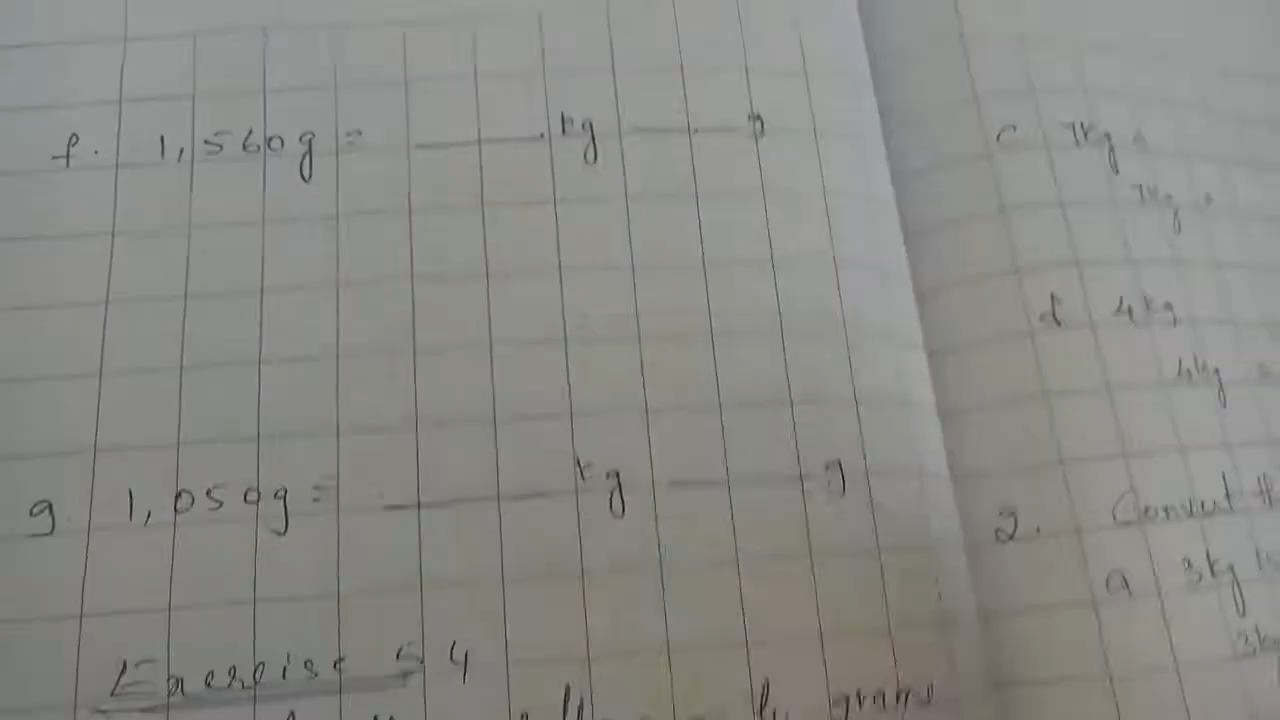 f. 1,560g = ____ kg ____ g
g. 1,050g = ____ kg ____ g
Exercise 5 4
grams
c 7kg =
7kg =
d 4kg
4kg =
2. Convert
a 3kg
3kg